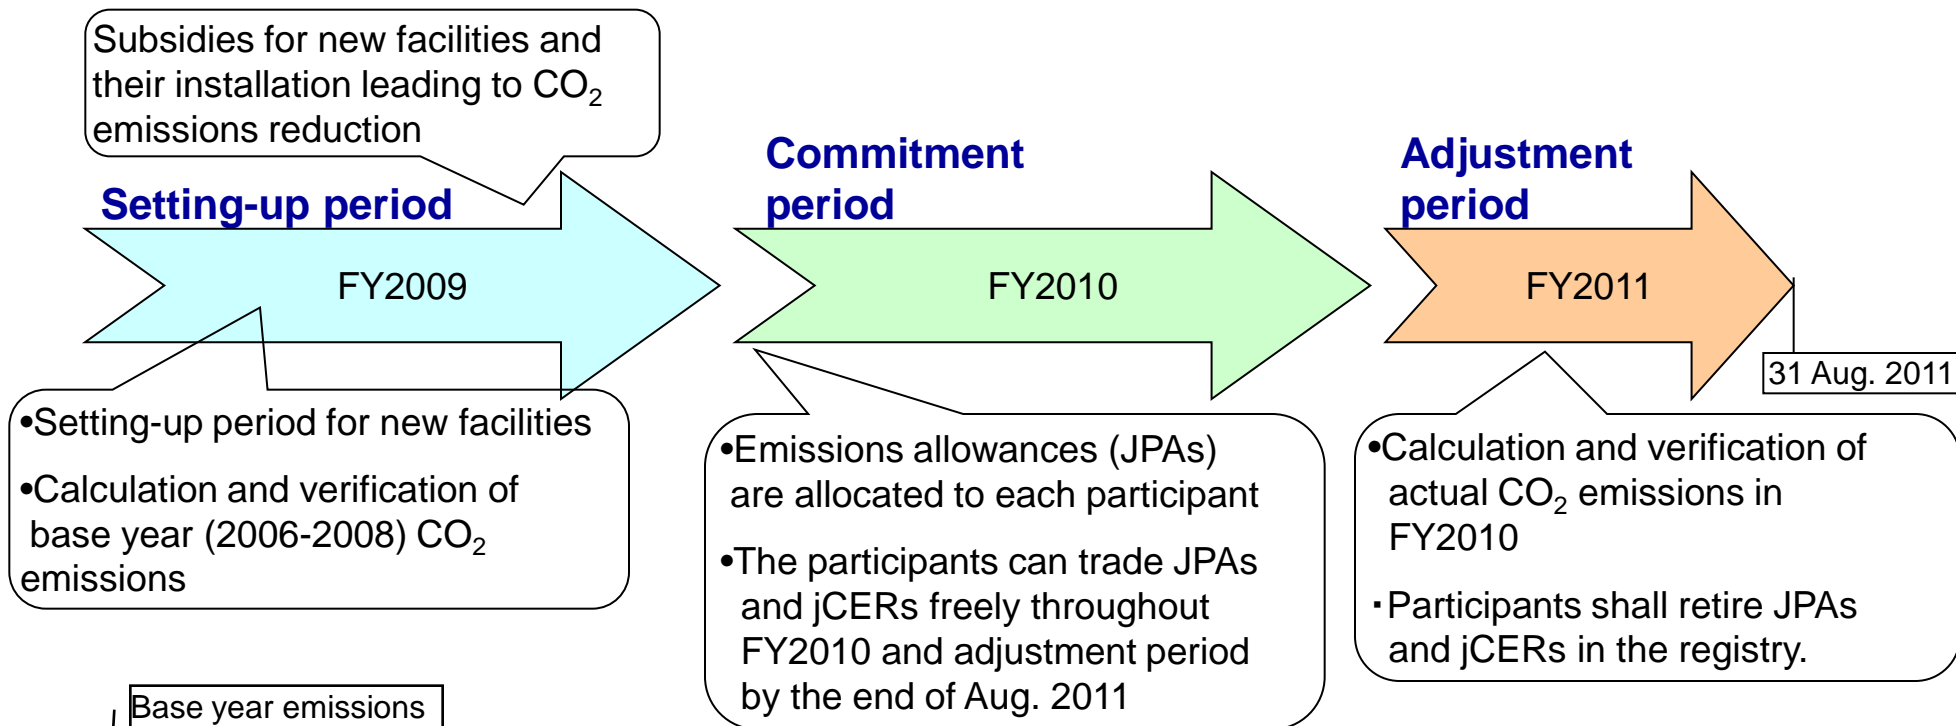 Subsidies for new facilities and
their installation leading to CO₂
emissions reduction
Setting-up period
FY2009
•Setting-up period for new facilities
•Calculation and verification of
base year (2006-2008) CO₂
emissions
Commitment
period
FY2010
•Emissions allowances (JPAs)
are allocated to each participant
•The participants can trade JPAs
and jCERs freely throughout
FY2010 and adjustment period
by the end of Aug. 2011
Adjustment
period
FY2011
31 Aug. 2011
•Calculation and verification of
actual CO₂ emissions in
FY2010
・Participants shall retire JPAs
and jCERs in the registry.
Base year emissions